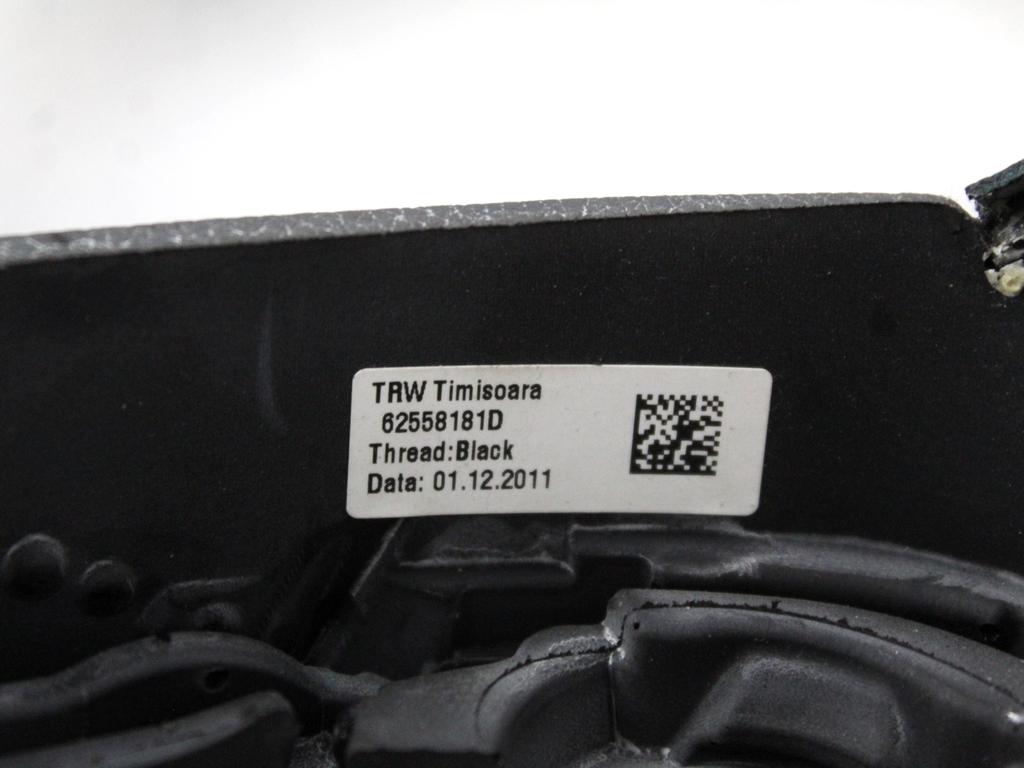 TRW Timisoara
62558181D
Thread:Black
Data: 01.12.2011